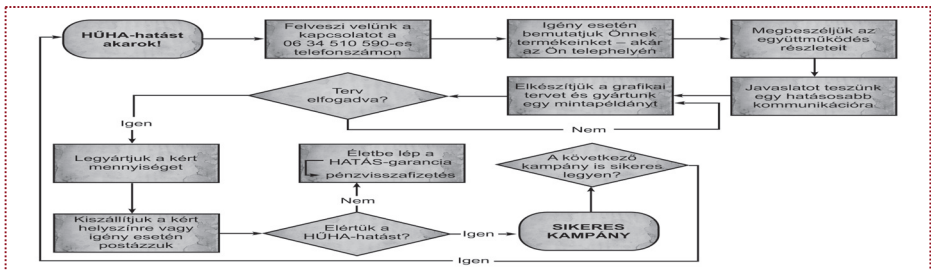 HŰHA-hatást
akarok!
Felveszi velünk a
kapcsolatot a
06 34 510 590-es
telefonszámon
Igény esetén
bemutatjuk Önnek
termékeinket – akár
az Ön telephelyén
Megbeszéljük az
együttműködés
részleteit
Javaslatot teszünk
egy hatásosabb
kommunikációra
Elkészítjük a grafikai
tervet és gyártunk
egy mintapéldányt
Terv
elfogadva?
Nem
Igen
Legyártjuk a kért
mennyiséget
Kiszállítjuk a kért
helyszínre vagy
igény esetén
postázzuk
Elértük a
HŰHA-hatást?
Nem
Életbe lép a
HATÁS-garancia
pénzvisszafizetés
Igen
SIKERES
KAMPÁNY
A következő
kampány is sikeres
legyen?
Igen